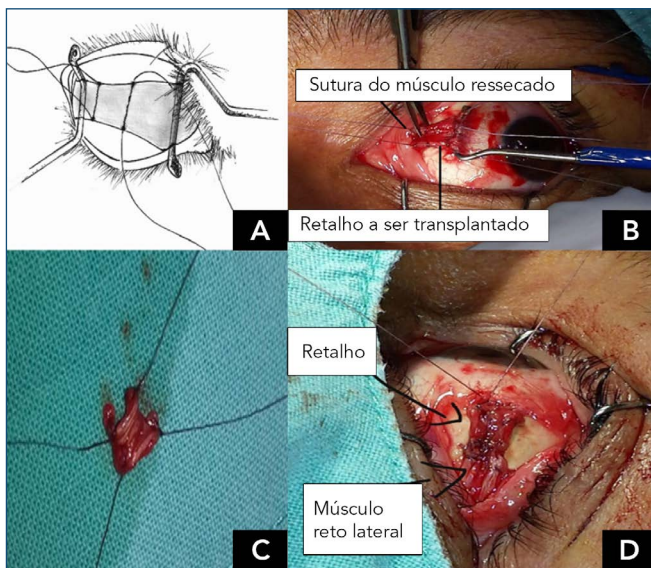 A
Sutura do músculo ressecado
Retalho a ser transplantado
B
C
Retalho
Músculo
reto lateral
D